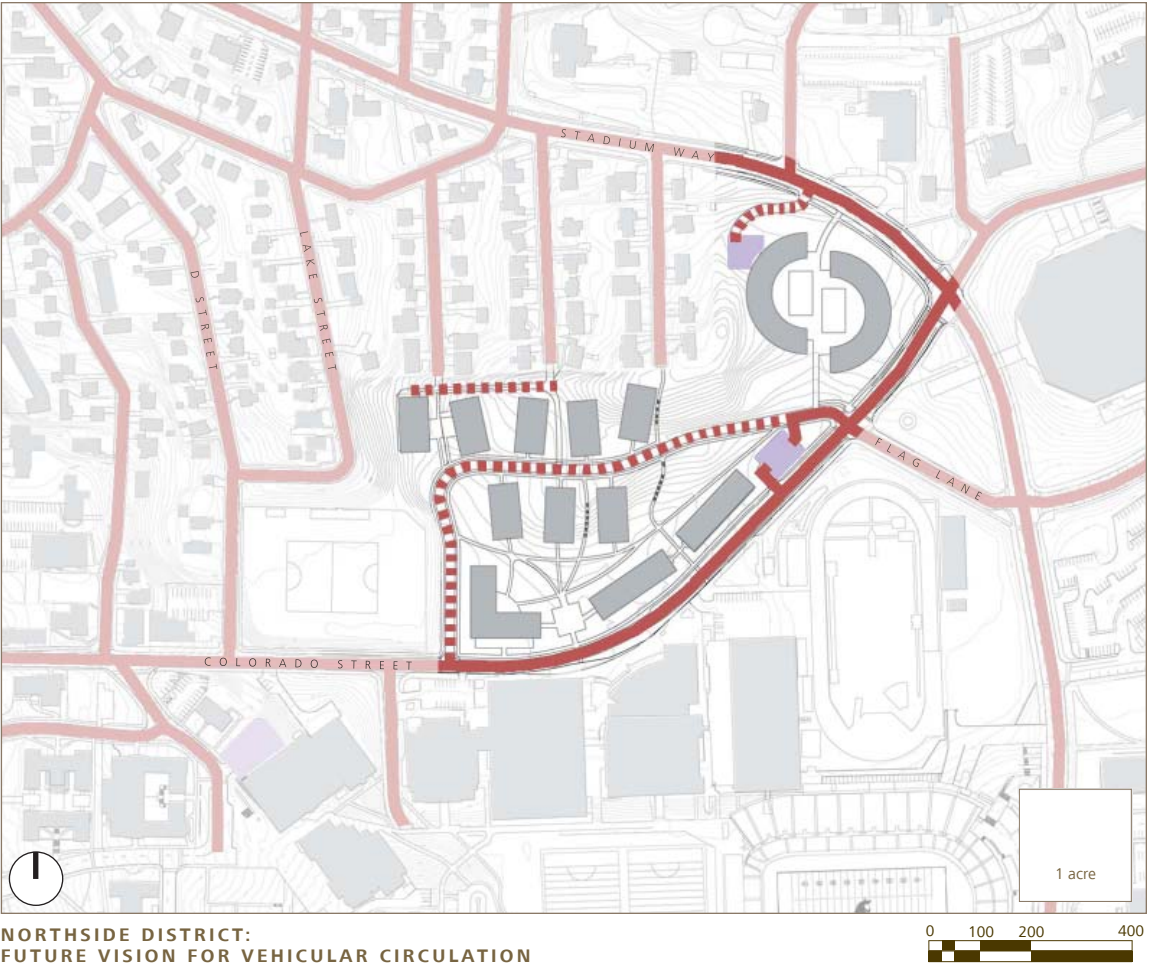 STADIUM WAY
LAKE STREET
D STREET
FLAG LANE
COLORADO STREET
1 acre
NORTHSIDE DISTRICT:
FUTURE VISION FOR VEHICULAR CIRCULATION
0 100 200 400